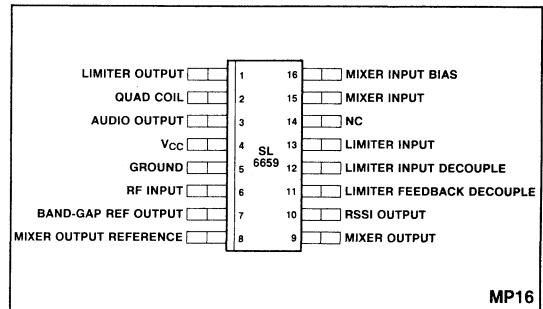 LIMITER OUTPUT 1 16 MIXER INPUT BIAS
QUAD COIL 2 15 MIXER INPUT
AUDIO OUTPUT 3 14 NC
VCC 4 13 LIMITER INPUT
SL
6659
GROUND 5 12 LIMITER INPUT DECOUPLE
RF INPUT 6 11 LIMITER FEEDBACK DECOUPLE
BAND-GAP REF OUTPUT 7 10 RSSI OUTPUT
MIXER OUTPUT REFERENCE 8 9 MIXER OUTPUT
MP16